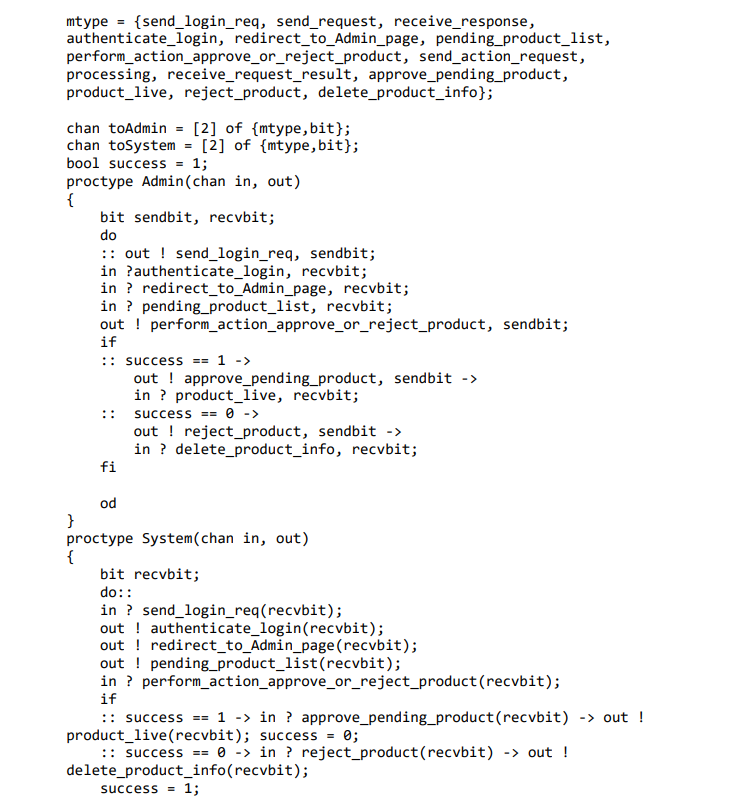 mtype = {send_login_req, send_request, receive_response,
authenticate_login, redirect_to_Admin_page, pending_product_list,
perform_action_approve_or_reject_product, send_action_request,
processing, receive_request_result, approve_pending_product,
product_live, reject_product, delete_product_info};

chan toAdmin = [2] of {mtype,bit};
chan toSystem = [2] of {mtype,bit};
bool success = 1;
proctype Admin(chan in, out)
{
    bit sendbit, recvbit;
    do
    :: out ! send_login_req, sendbit;
    in ?authenticate_login, recvbit;
    in ? redirect_to_Admin_page, recvbit;
    in ? pending_product_list, recvbit;
    out ! perform_action_approve_or_reject_product, sendbit;
    if
    :: success == 1 ->
        out ! approve_pending_product, sendbit ->
        in ? product_live, recvbit;
    ::  success == 0 ->
        out ! reject_product, sendbit ->
        in ? delete_product_info, recvbit;
    fi

    od
}
proctype System(chan in, out)
{
    bit recvbit;
    do::
    in ? send_login_req(recvbit);
    out ! authenticate_login(recvbit);
    out ! redirect_to_Admin_page(recvbit);
    out ! pending_product_list(recvbit);
    in ? perform_action_approve_or_reject_product(recvbit);
    if
    :: success == 1 -> in ? approve_pending_product(recvbit) -> out !
product_live(recvbit); success = 0;
    :: success == 0 -> in ? reject_product(recvbit) -> out !
delete_product_info(recvbit);
    success = 1;